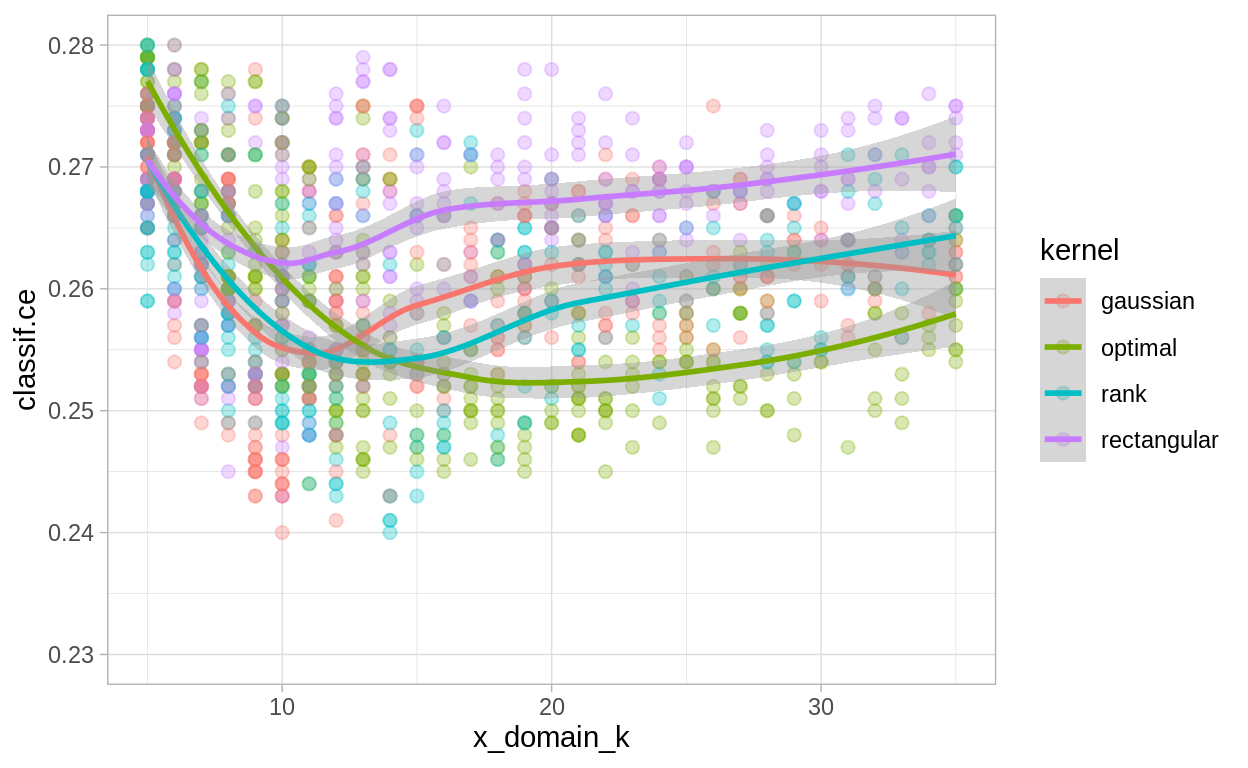 0.28
0.27
0.26
0.25
0.24
0.23
classif.ce
10
20
30
x_domain_k
kernel
gaussian
optimal
rank
rectangular